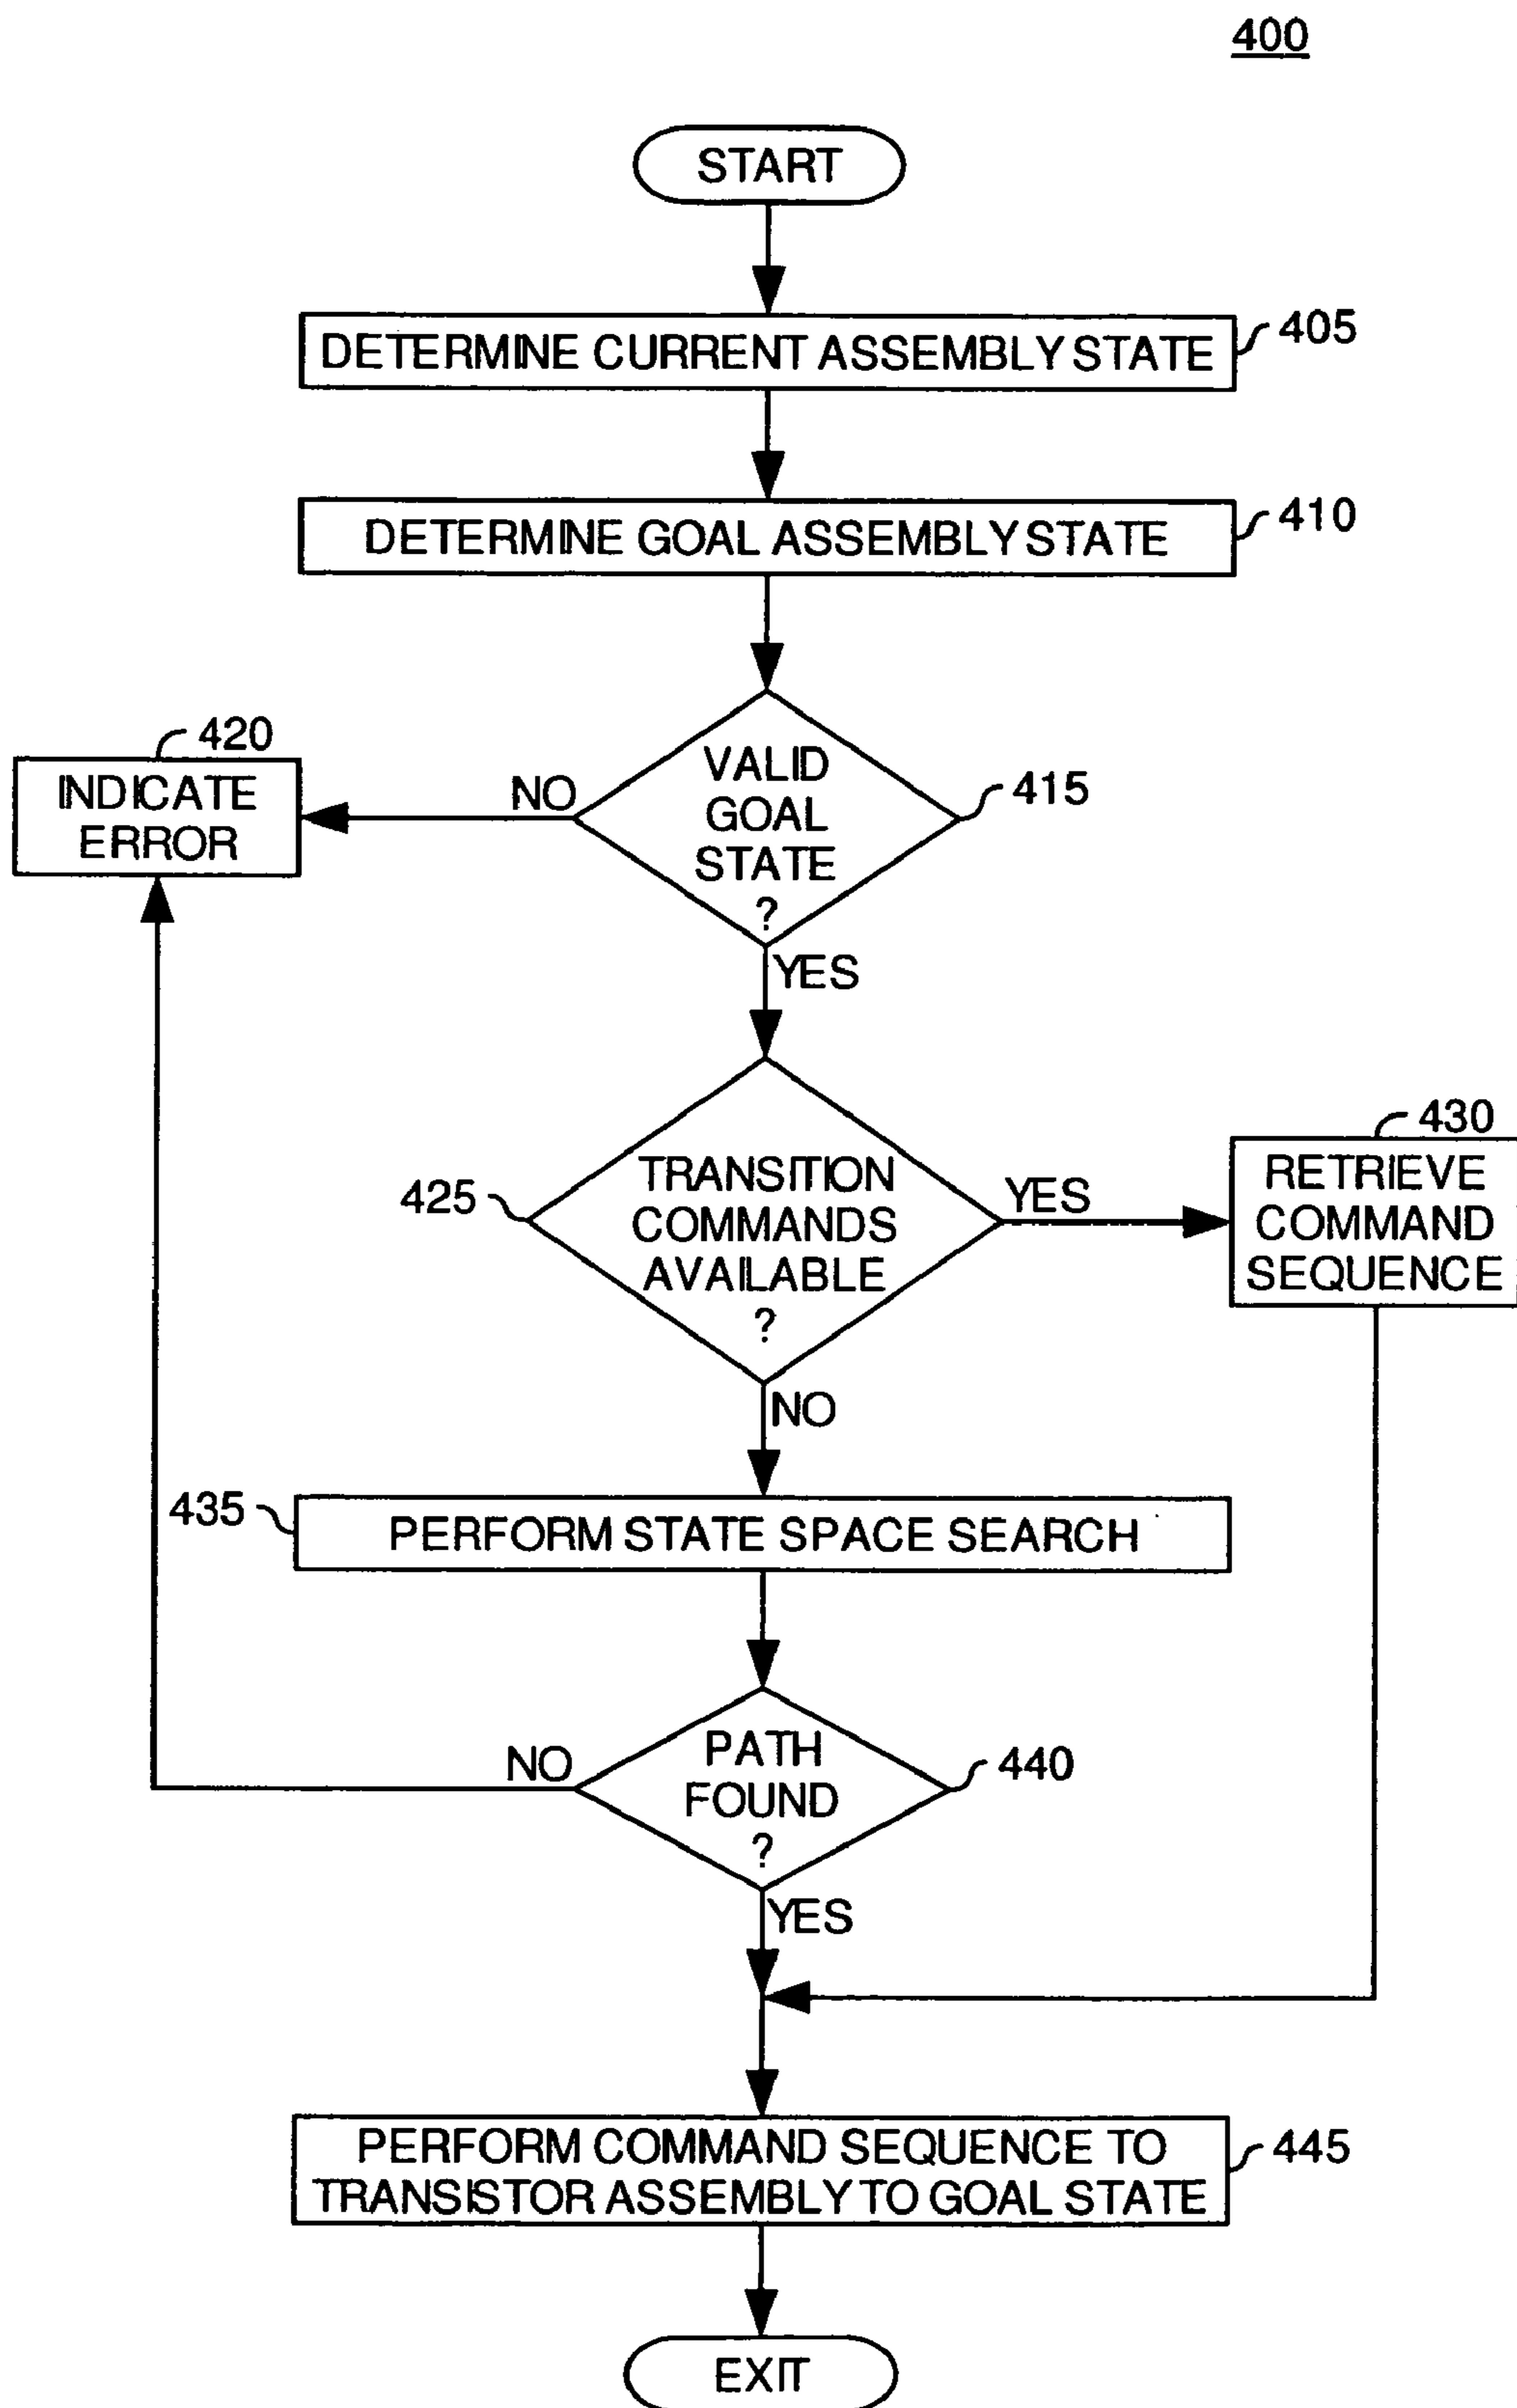 400
START
DETERMINE CURRENT ASSEMBLY STATE
405
DETERMINE GOAL ASSEMBLY STATE
410
420
INDICATE
ERROR
NO
VALID
GOAL
STATE
?
415
YES
425
TRANSITION
COMMANDS
AVAILABLE
?
YES
430
RETRIEVE
COMMAND
SEQUENCE
NO
435
PERFORM STATE SPACE SEARCH
NO
PATH
FOUND
?
440
YES
PERFORM COMMAND SEQUENCE TO
TRANSISTOR ASSEMBLY TO GOAL STATE
445
EXIT